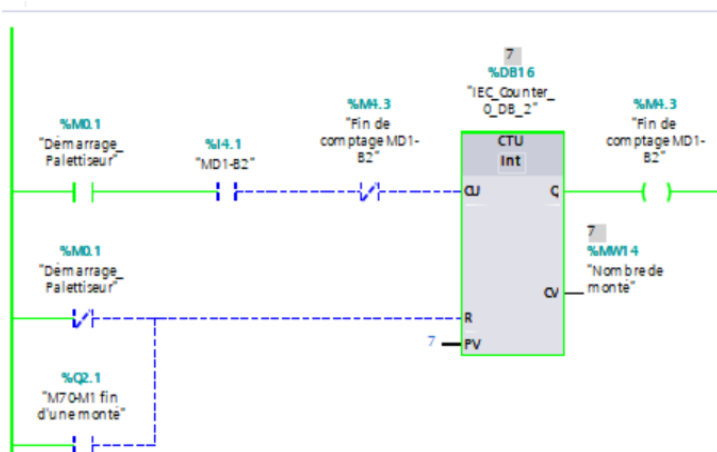 7
%DB16
"IEC_Counter_
0_DB_2"
%M0.1
"Démarrage_
Palettiseur"
%I4.1
"MD1-B2"
%M4.3
"Fin de
comptage MD1-
B2"
CTU
Int
%M4.3
"Fin de
comptage MD1-
B2"
CU
Q
7
%MW14
"Nombre de
monté"
CV
%M0.1
"Démarrage_
Palettiseur"
R
7
PV
%Q2.1
"M70-M1 fin
d'une monté"